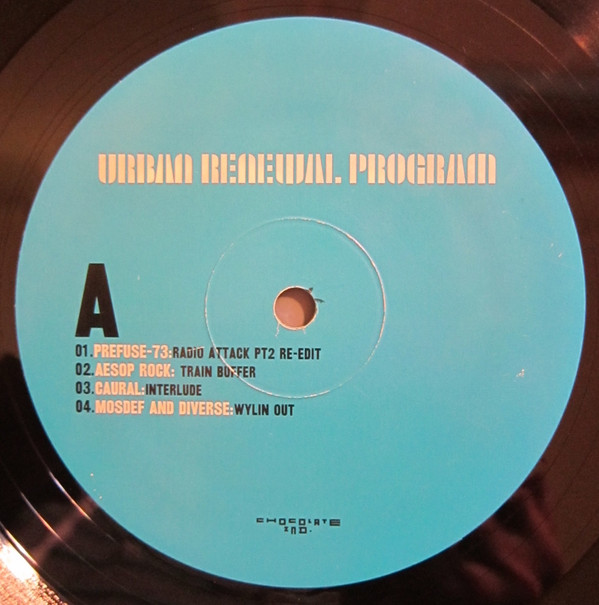 URBAN RENEWAL PROGRAM
A
01.PREFUSE-73:RADIO ATTACK PT2 RE-EDIT
02.AESOP ROCK: TRAIN BUFFER
03.CAURAL:INTERLUDE
04.MOSDEF AND DIVERSE:WYLIN OUT
CHOCOLATE
IND.